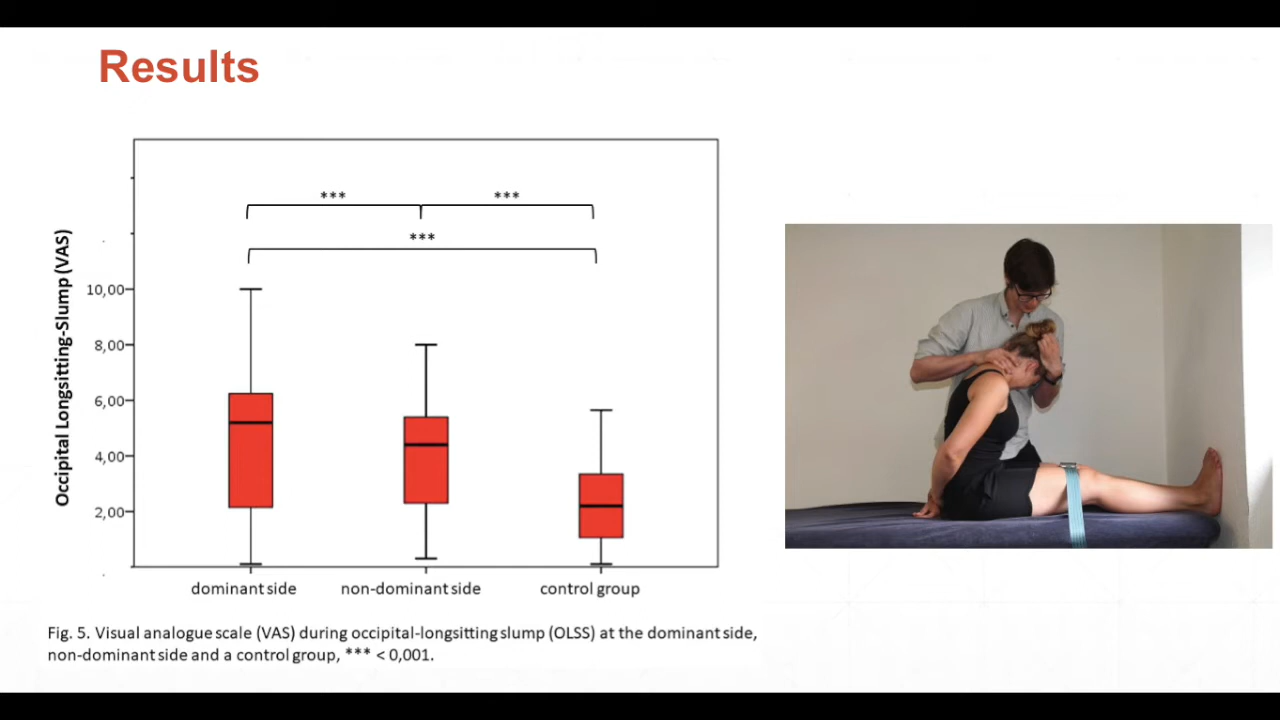 Results
***
***
***
Occipital Longsitting-Slump (VAS)
10,00
8,00
6,00
4,00
2,00
dominant side
non-dominant side
control group
Fig. 5. Visual analogue scale (VAS) during occipital-longsitting slump (OLSS) at the dominant side,
non-dominant side and a control group, *** < 0,001.